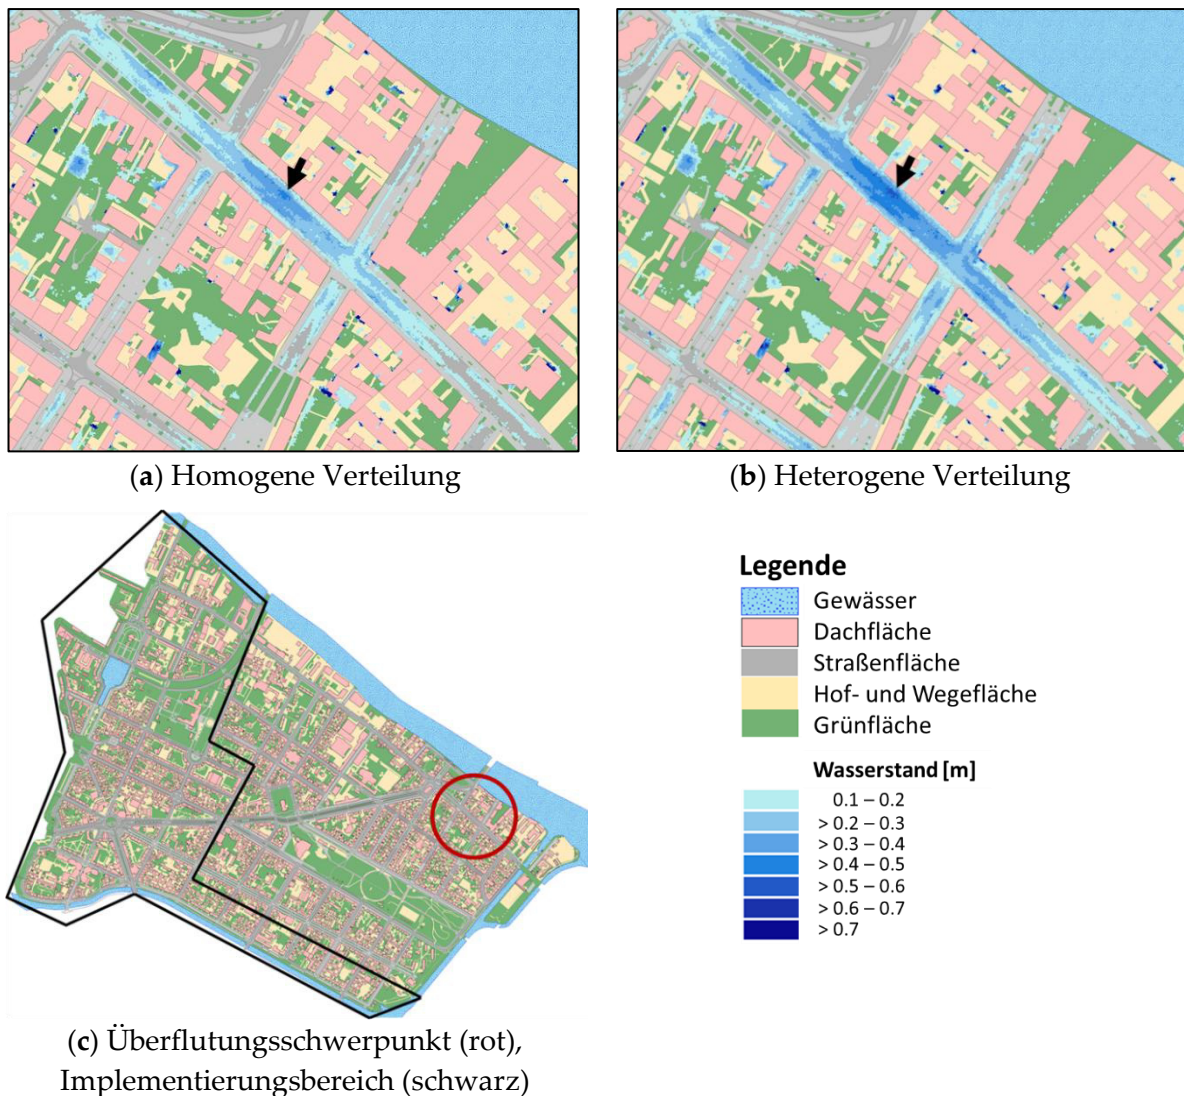 (a) Homogene Verteilung
(b) Heterogene Verteilung
(c) Überflutungsschwerpunkt (rot),
Implementierungsbereich (schwarz)
Legende
Gewässer
Dachfläche
Straßenfläche
Hof- und Wegefläche
Grünfläche
Wasserstand [m]
0.1 – 0.2
> 0.2 – 0.3
> 0.3 – 0.4
> 0.4 – 0.5
> 0.5 – 0.6
> 0.6 – 0.7
> 0.7